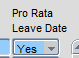 Pro Rata
Leave Date
Yes